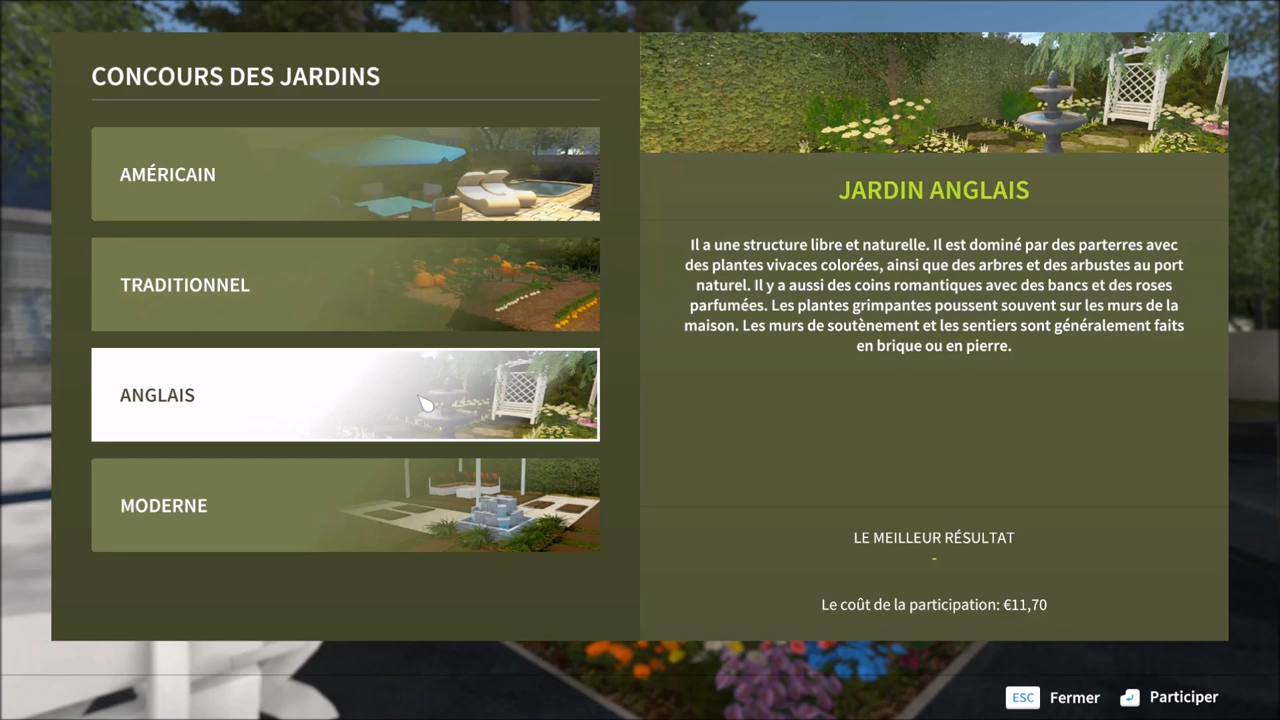 CONCOURS DES JARDINS
AMÉRICAIN
TRADITIONNEL
ANGLAIS
MODERNE
JARDIN ANGLAIS
Il a une structure libre et naturelle. Il est dominé par des parterres avec
des plantes vivaces colorées, ainsi que des arbres et des arbustes au port
naturel. Il y a aussi des coins romantiques avec des bancs et des roses
parfumées. Les plantes grimpantes poussent souvent sur les murs de la
maison. Les murs de soutènement et les sentiers sont généralement faits
en brique ou en pierre.
LE MEILLEUR RÉSULTAT
-
Le coût de la participation: €11,70
ESC Fermer Participer